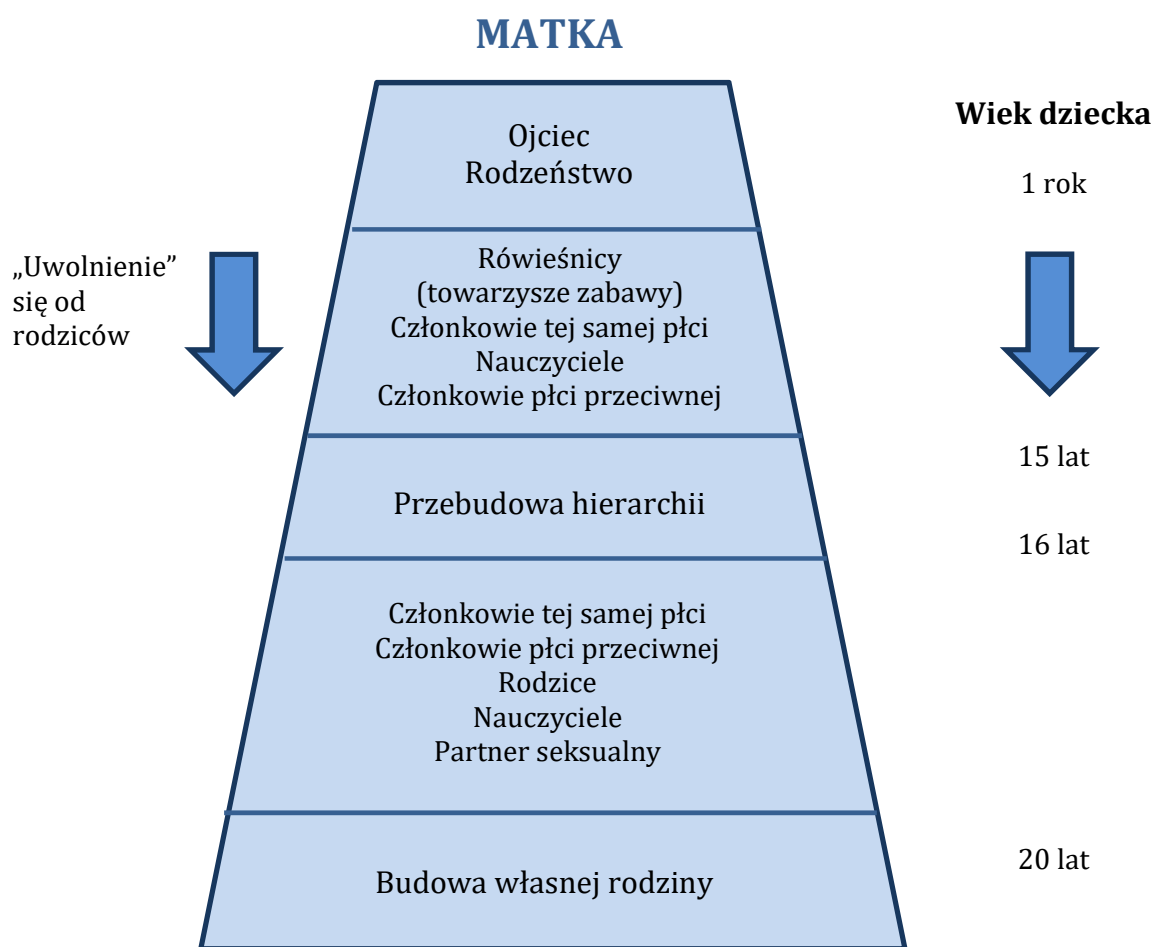 MATKA
Ojciec
Rodzeństwo
Wiek dziecka
1 rok
„Uwolnienie”
się od
rodziców
Rówieśnicy
(towarzysze zabawy)
Członkowie tej samej płci
Nauczyciele
Członkowie płci przeciwnej
15 lat
Przebudowa hierarchii
16 lat
Członkowie tej samej płci
Członkowie płci przeciwnej
Rodzice
Nauczyciele
Partner seksualny
20 lat
Budowa własnej rodziny